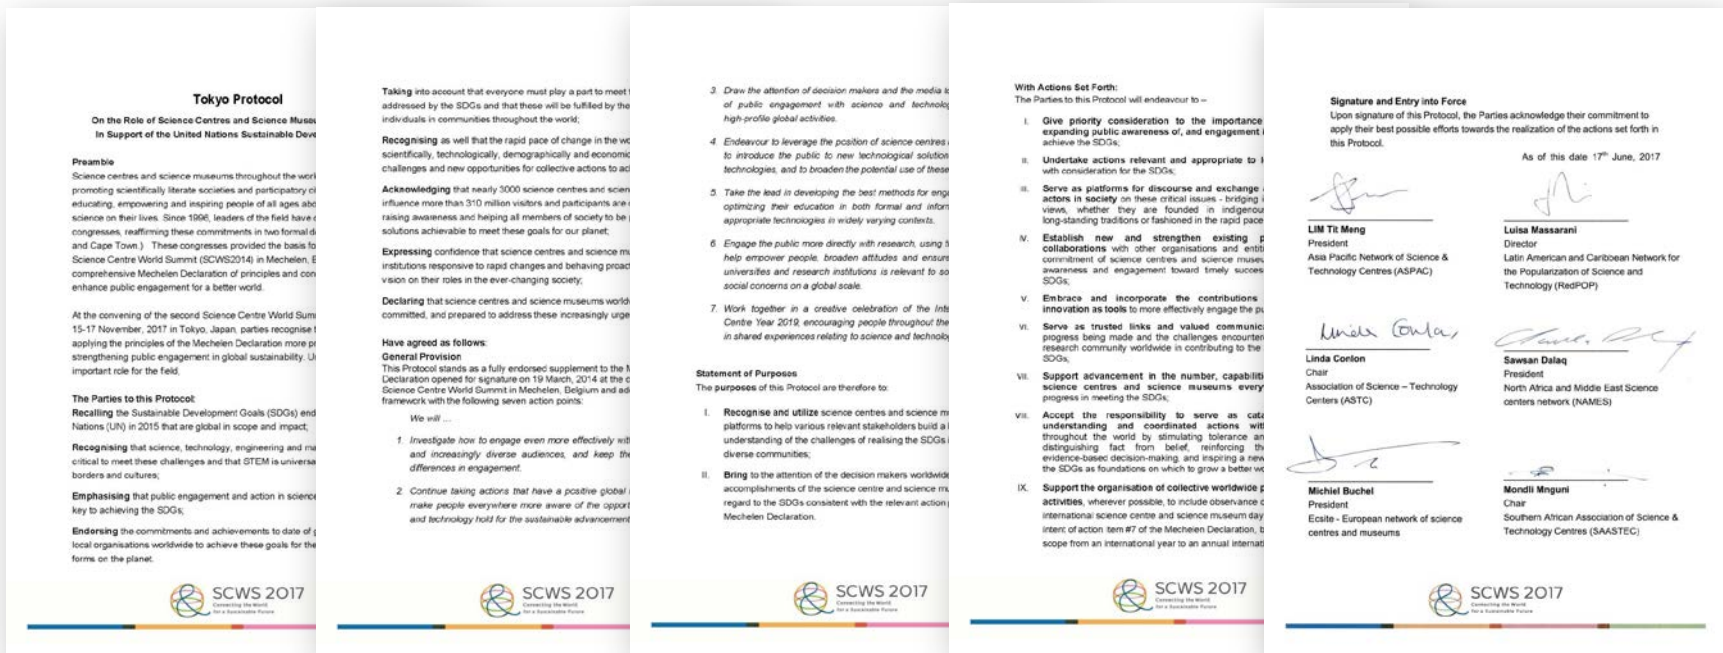 Tokyo Protocol
On the Role of Science Centres and Science Museu
In Support of the United Nations Sustainable Deve
Preamble
Science centres and science museums throughout the worl
promoting scientifically literate societies and participatory ci
educating, empowering and inspiring people of all ages abo
science on their lives. Since 1996, leaders of the field have
congresses, reaffirming these commitments in two formal d
and Cape Town.) These congresses provided the basis fo
Science Centre World Summit (SCWS2014) in Mechelen, B
comprehensive Mechelen Declaration of principles and con
enhance public engagement for a better world.
At the convening of the second Science Centre World Sum
15-17 November, 2017 in Tokyo, Japan, parties recognise
applying the principles of the Mechelen Declaration more pr
strengthening public engagement in global sustainability. U
important role for the field.
The Parties to this Protocol:
Recalling the Sustainable Development Goals (SDGs) end
Nations (UN) in 2015 that are global in scope and impact;
Recognising that science, technology, engineering and ma
critical to meet these challenges and that STEM is universa
borders and cultures;
Emphasising that public engagement and action in science
key to achieving the SDGs;
Endorsing the commitments and achievements to date of
local organisations worldwide to achieve these goals for the
forms on the planet.
SCWS 2017
Connecting the World
for a Sustainable Future
Taking into account that everyone must play a part to meet
addressed by the SDGs and that these will be fulfilled by the
individuals in communities throughout the world;
Recognising as well that the rapid pace of change in the wo
scientifically, technologically, demographically and economic
challenges and new opportunities for collective actions to ac
Acknowledging that nearly 3000 science centres and scien
influence more than 310 million visitors and participants are
raising awareness and helping all members of society to be
solutions achievable to meet these goals for our planet;
Expressing confidence that science centres and science mu
institutions responsive to rapid changes and behaving proac
vision on their roles in the ever-changing society;
Declaring that science centres and science museums world
committed, and prepared to address these increasingly urge
Have agreed as follows:
General Provision
This Protocol stands as a fully endorsed supplement to the M
Declaration opened for signature on 19 March, 2014 at the
Science Centre World Summit in Mechelen, Belgium and ad
framework with the following seven action points:
We will ...
1. Investigate how to engage even more effectively wit
and increasingly diverse audiences, and keep the
differences in engagement.
2 Continue taking actions that have a positive global
make people everywhere more aware of the opport
and technology hold for the sustainable advancement
SCWS 2017
Connecting the World
for a Sustainable Future
3. Draw the attention of decision makers and the media
of public engagement with science and technolog
high-profile global activities.
4. Endeavour to leverage the position of science centres
to introduce the public to new technological solution
technologies, and to broaden the potential use of these
5. Take the lead in developing the best methods for eng
optimizing their education in both formal and inform
appropriate technologies in widely varying contexts.
6 Engage the public more directly with research, using
help empower people, broaden attitudes and ensure
universities and research institutions is relevant to so
social concerns on a global scale.
7. Work together in a creative celebration of the Inte
Centre Year 2019, encouraging people throughout the
in shared experiences relating to science and technolo
Statement of Purposes
The purposes of this Protocol are therefore to:
I. Recognise and utilize science centres and science m
platforms to help various relevant stakeholders build a
understanding of the challenges of realising the SDGs
diverse communities;
II. Bring to the attention of the decision makers worldwide
accomplishments of the science centre and science mu
regard to the SDGs consistent with the relevant action
Mechelen Declaration.
SCWS 2017
Connecting the World
for a Sustainable Future
With Actions Set Forth:
The Parties to this Protocol will endeavour to –
I. Give priority consideration to the importance
expanding public awareness of, and engagement
achieve the SDGs;
II. Undertake actions relevant and appropriate to
with consideration for the SDGs;
III. Serve as platforms for discourse and exchange
actors in society on these critical issues - bridging
views, whether they are founded in indigenou
long-standing traditions or fashioned in the rapid pace
IV. Establish new and strengthen existing p
collaborations with other organisations and entiti
commitment of science centres and science museu
awareness and engagement toward timely succes
SDGs;
V. Embrace and incorporate the contributions
innovation as tools to more effectively engage the pu
VI. Serve as trusted links and valued communic
progress being made and the challenges encounter
research community worldwide in contributing to the
SDGs;
VII. Support advancement in the number, capabiliti
science centres and science museums every
progress in meeting the SDGs;
VIII. Accept the responsibility to serve as cata
understanding and coordinated actions wit
throughout the world by stimulating tolerance an
distinguishing fact from belief, reinforcing th
evidence-based decision-making, and inspiring a new
the SDGs as foundations on which to grow a better wo
IX. Support the organisation of collective worldwide p
activities, wherever possible, to include observance o
international science centre and science museum day
intent of action item #7 of the Mechelen Declaration, b
scope from an international year to an annual internati
SCWS 2017
Connecting the World
for a Sustainable Future
Signature and Entry into Force
Upon signature of this Protocol, the Parties acknowledge their commitment to
apply their best possible efforts towards the realization of the actions set forth in
this Protocol.
As of this date 17th June, 2017
LIM Tit Meng
President
Asia Pacific Network of Science &
Technology Centres (ASPAC)
Luisa Massarani
Director
Latin American and Caribbean Network for
the Popularization of Science and
Technology (RedPOP)
Linda Conlon
Linda Conlon
Chair
Association of Science – Technology
Centers (ASTC)
Sawsan Dalaq
President
North Africa and Middle East Science
centers network (NAMES)
Michiel Buchel
President
Ecsite - European network of science
centres and museums
Mondli Mnguni
Chair
Southern African Association of Science &
Technology Centres (SAASTEC)
SCWS 2017
Connecting the World
for a Sustainable Future